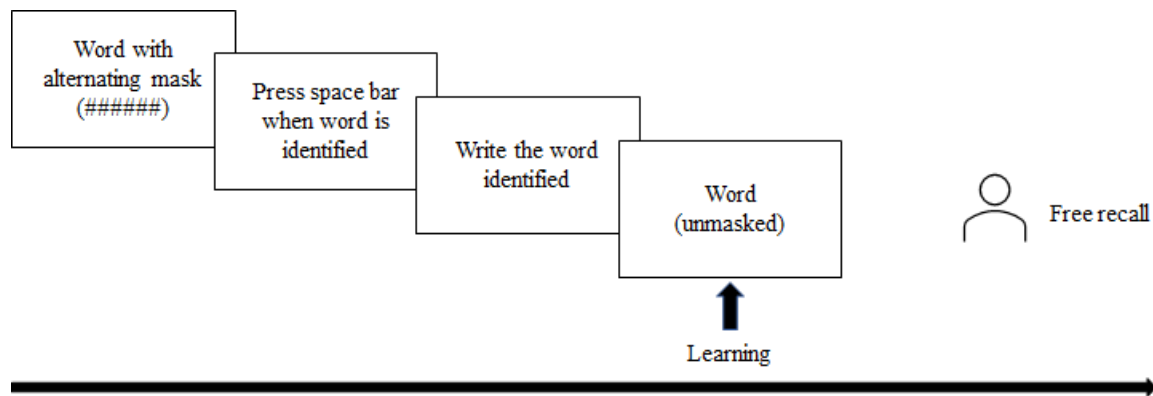 Word with
alternating mask
(######)
Press space bar
when word is
identified
Write the word
identified
Word
(unmasked)
Free recall
Learning